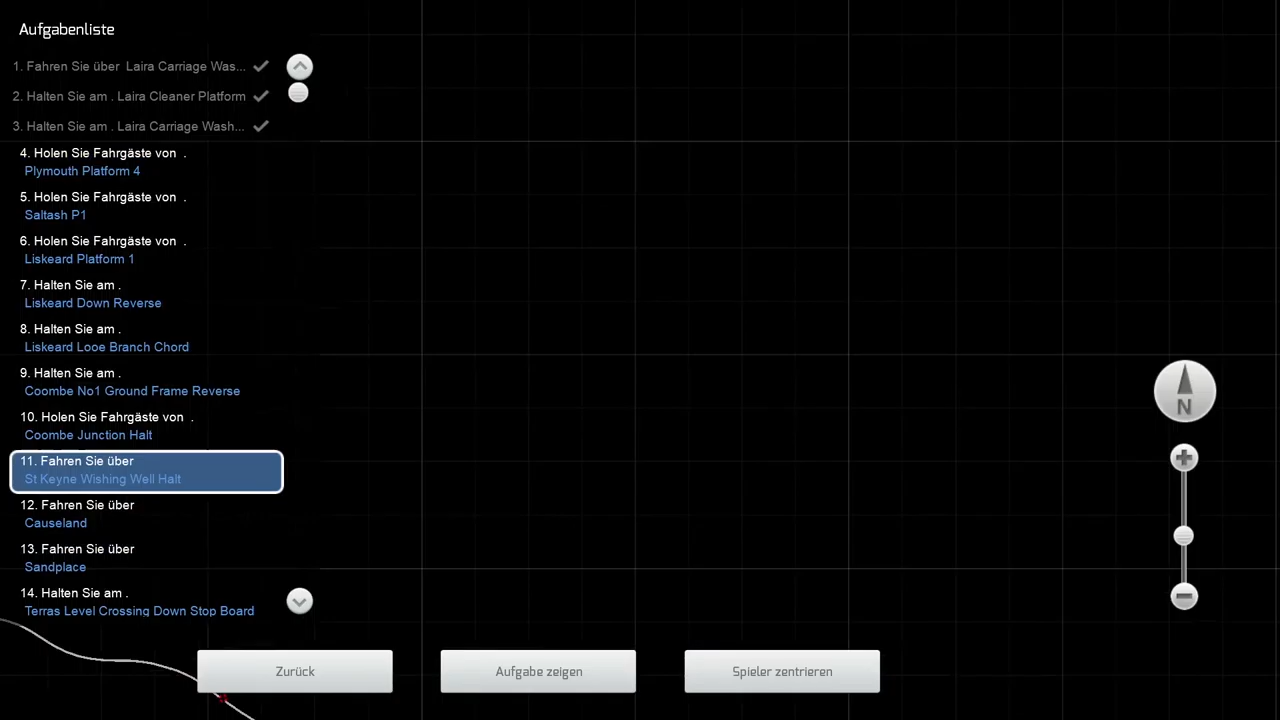 Aufgabenliste
1. Fahren Sie über Laira Carriage Was...
2. Halten Sie am . Laira Cleaner Platform
3. Halten Sie am . Laira Carriage Wash...
4. Holen Sie Fahrgäste von .
Plymouth Platform 4
5. Holen Sie Fahrgäste von .
Saltash P1
6. Holen Sie Fahrgäste von .
Liskeard Platform 1
7. Halten Sie am .
Liskeard Down Reverse
8. Halten Sie am .
Liskeard Looe Branch Chord
9. Halten Sie am .
Coombe No1 Ground Frame Reverse
10. Holen Sie Fahrgäste von .
Coombe Junction Halt
11. Fahren Sie über
St Keyne Wishing Well Halt
12. Fahren Sie über
Causeland
13. Fahren Sie über
Sandplace
14. Halten Sie am .
Terras Level Crossing Down Stop Board
N
Zurück
Aufgabe zeigen
Spieler zentrieren